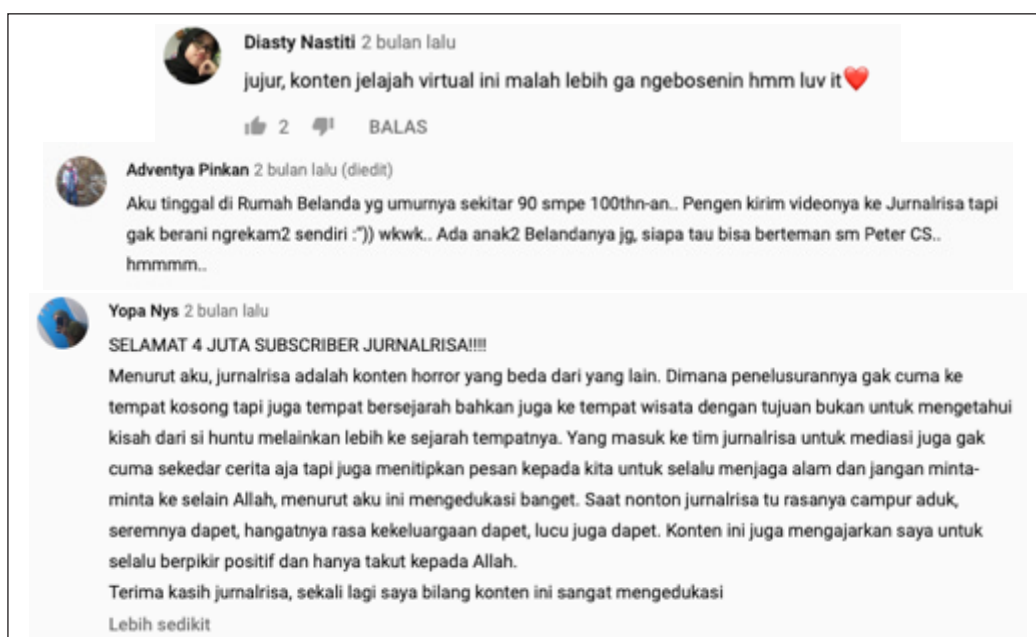 Diasty Nastiti 2 bulan lalu
jujur, konten jelajah virtual ini malah lebih ga ngebosenin hmm luv it❤️
2 BALAS
Adventya Pinkan 2 bulan lalu (diedit)
Aku tinggal di Rumah Belanda yg umurnya sekitar 90 smpe 100thn-an.. Pengen kirim videonya ke Jurnalrisa tapi
gak berani ngrekam2 sendiri :")) wkwk.. Ada anak2 Belandanya jg, siapa tau bisa berteman sm Peter CS..
hmmmm..
Yopa Nys 2 bulan lalu
SELAMAT 4 JUTA SUBSCRIBER JURNALRISA!!!!
Menurut aku, jurnalrisa adalah konten horror yang beda dari yang lain. Dimana penelusurannya gak cuma ke
tempat kosong tapi juga tempat bersejarah bahkan juga ke tempat wisata dengan tujuan bukan untuk mengetahui
kisah dari si huntu melainkan lebih ke sejarah tempatnya. Yang masuk ke tim jurnalrisa untuk mediasi juga gak
cuma sekedar cerita aja tapi juga menitipkan pesan kepada kita untuk selalu menjaga alam dan jangan minta-
minta ke selain Allah, menurut aku ini mengedukasi banget. Saat nonton jurnalrisa tu rasanya campur aduk,
seremnya dapet, hangatnya rasa kekeluargaan dapet, lucu juga dapet. Konten ini juga mengajarkan saya untuk
selalu berpikir positif dan hanya takut kepada Allah.
Terima kasih jurnalrisa, sekali lagi saya bilang konten ini sangat mengedukasi
Lebih sedikit